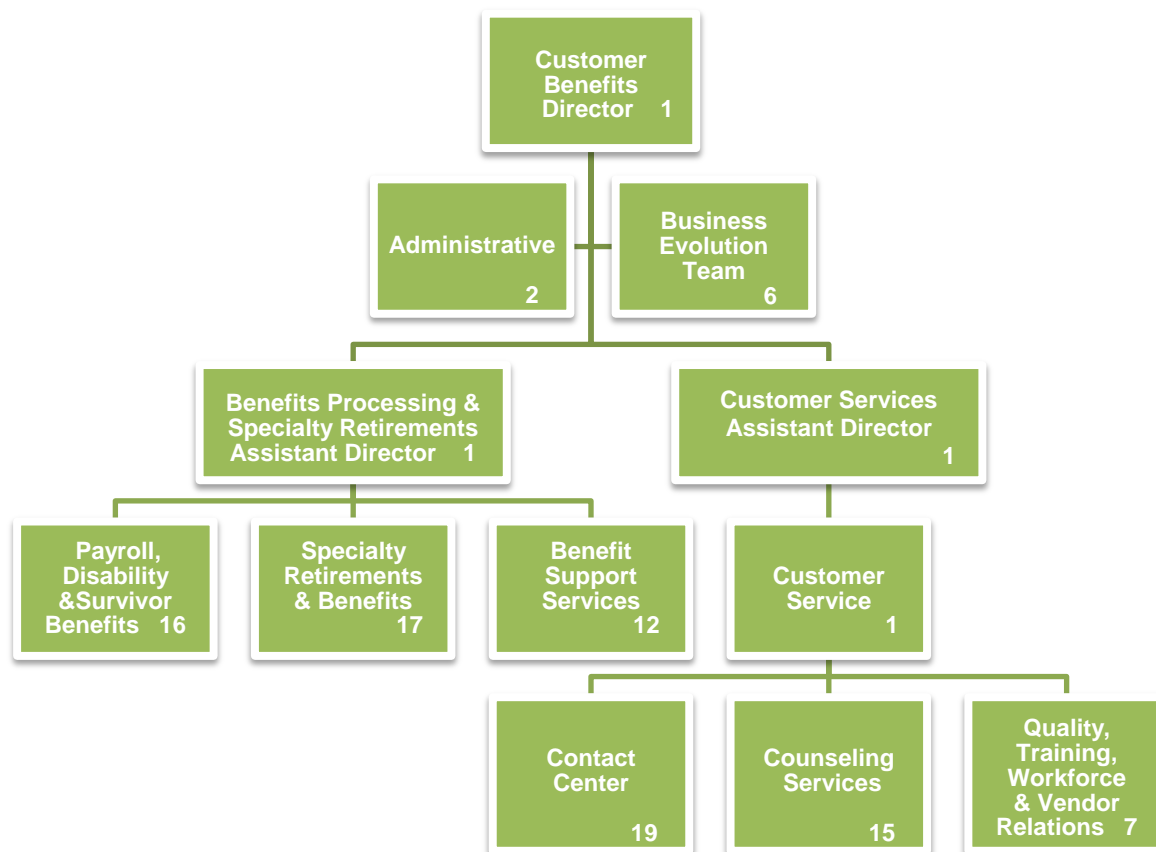 Customer
Benefits
Director 1
Administrative
2
Business
Evolution
Team
6
Benefits Processing &
Specialty Retirements
Assistant Director 1
Customer Services
Assistant Director
1
Payroll,
Disability
&Survivor
Benefits 16
Specialty
Retirements
& Benefits
17
Benefit
Support
Services
12
Customer
Service
1
Contact
Center
19
Counseling
Services
15
Quality,
Training,
Workforce
& Vendor
Relations 7